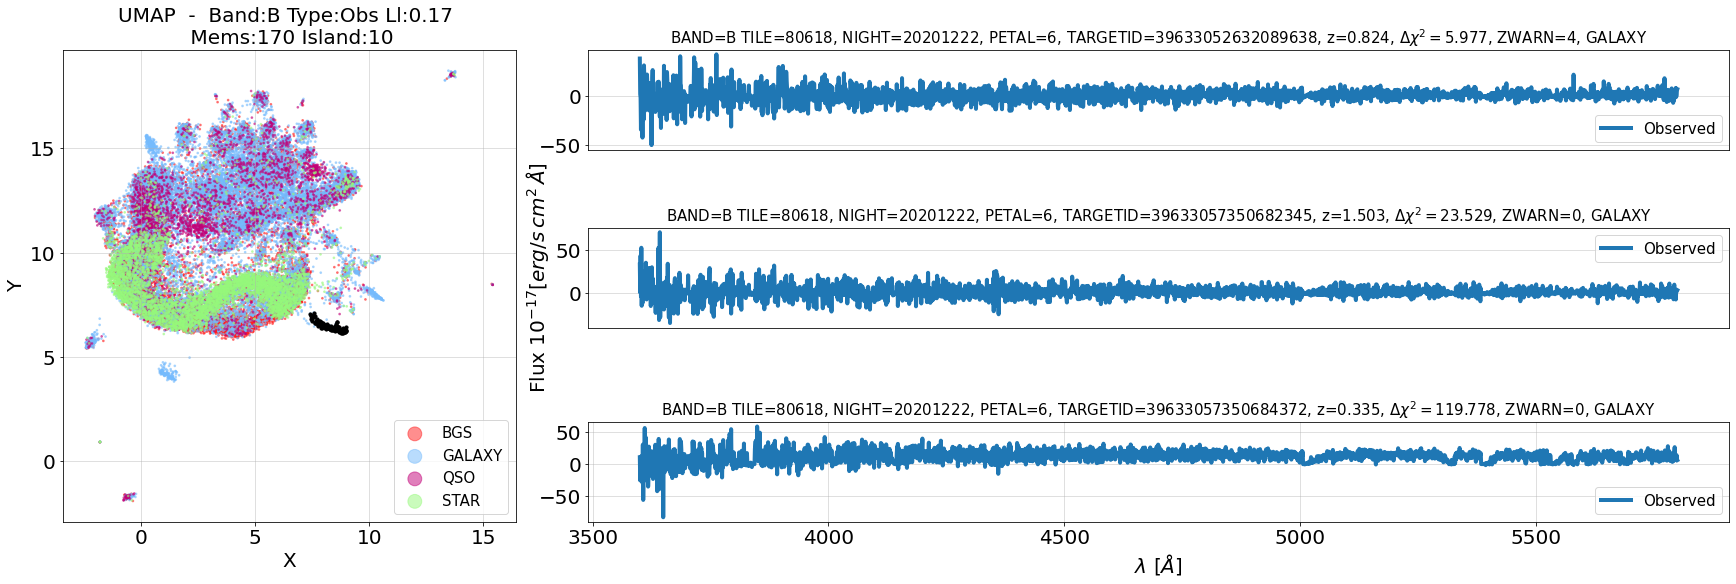 UMAP - Band:B Type:Obs Ll:0.17
Mems:170 Island:10
Y
15
10
5
0
0 5 10 15
X
BGS
GALAXY
QSO
STAR
Flux 10⁻¹⁷[erg/s cm² Å]
BAND=B TILE=80618, NIGHT=20201222, PETAL=6, TARGETID=39633052632089638, z=0.824, Δχ² = 5.977, ZWARN=4, GALAXY
0
−50
Observed
BAND=B TILE=80618, NIGHT=20201222, PETAL=6, TARGETID=39633057350682345, z=1.503, Δχ² = 23.529, ZWARN=0, GALAXY
50
0
Observed
BAND=B TILE=80618, NIGHT=20201222, PETAL=6, TARGETID=39633057350684372, z=0.335, Δχ² = 119.778, ZWARN=0, GALAXY
50
0
−50
Observed
3500 4000 4500 5000 5500
λ [Å]